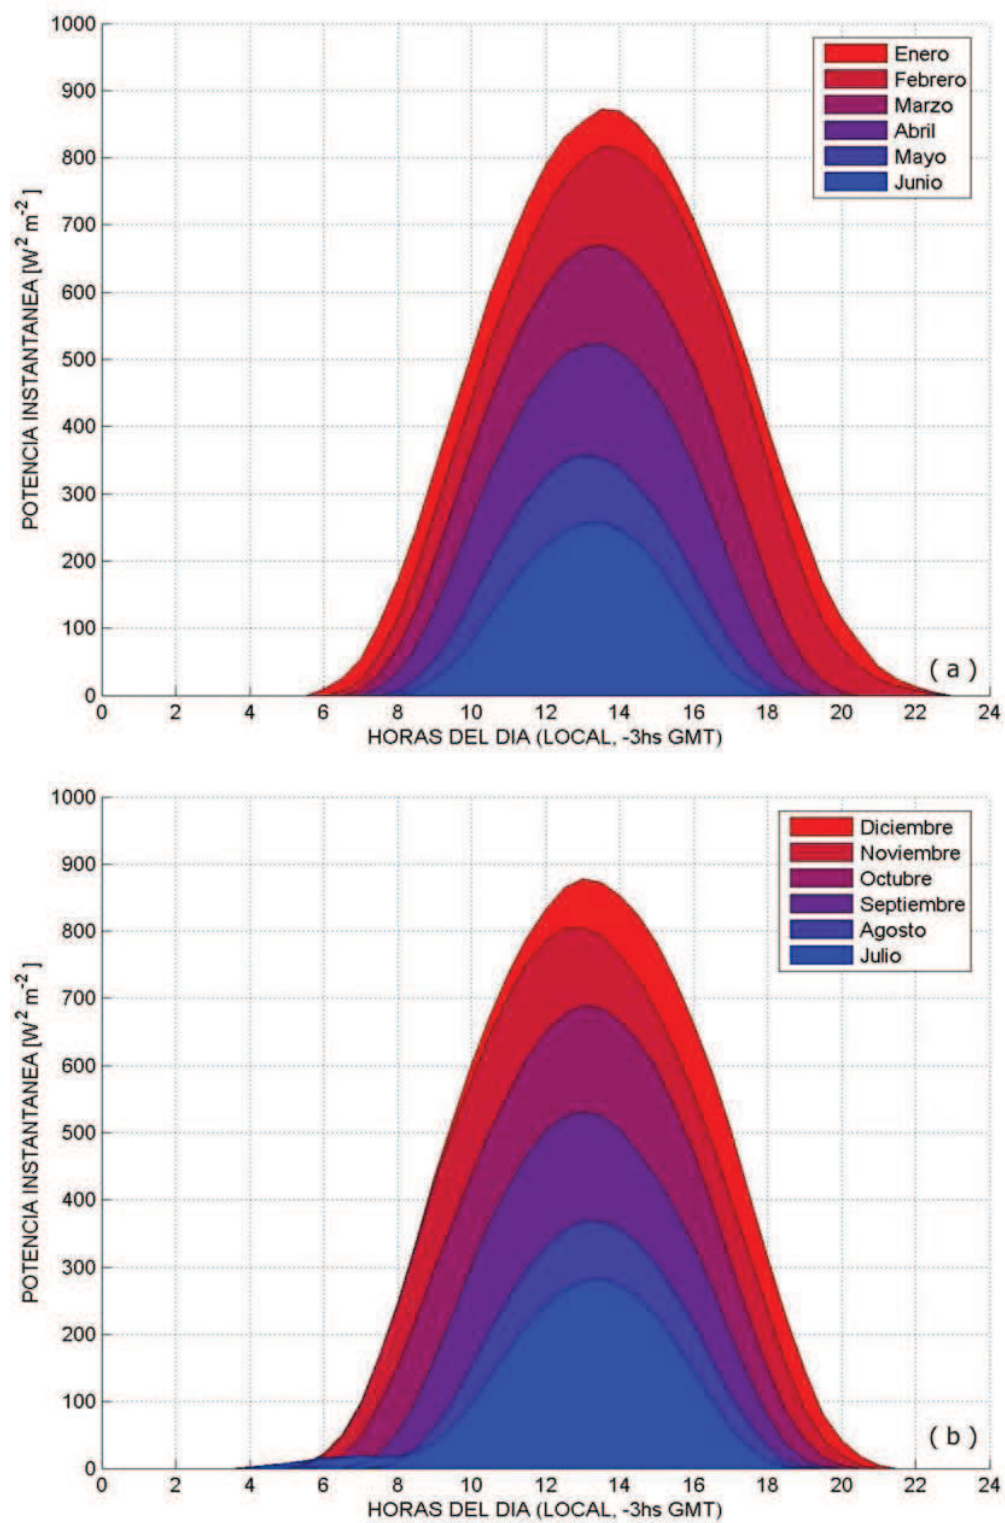 1000
900
800
700
600
500
400
300
200
100
0
POTENCIA INSTANTANEA [W² m⁻²]
Enero
Febrero
Marzo
Abril
Mayo
Junio
( a )
0 2 4 6 8 10 12 14 16 18 20 22 24
HORAS DEL DIA (LOCAL, -3hs GMT)
1000
900
800
700
600
500
400
300
200
100
0
POTENCIA INSTANTANEA [W² m⁻²]
Diciembre
Noviembre
Octubre
Septiembre
Agosto
Julio
( b )
0 2 4 6 8 10 12 14 16 18 20 22 24
HORAS DEL DIA (LOCAL, -3hs GMT)